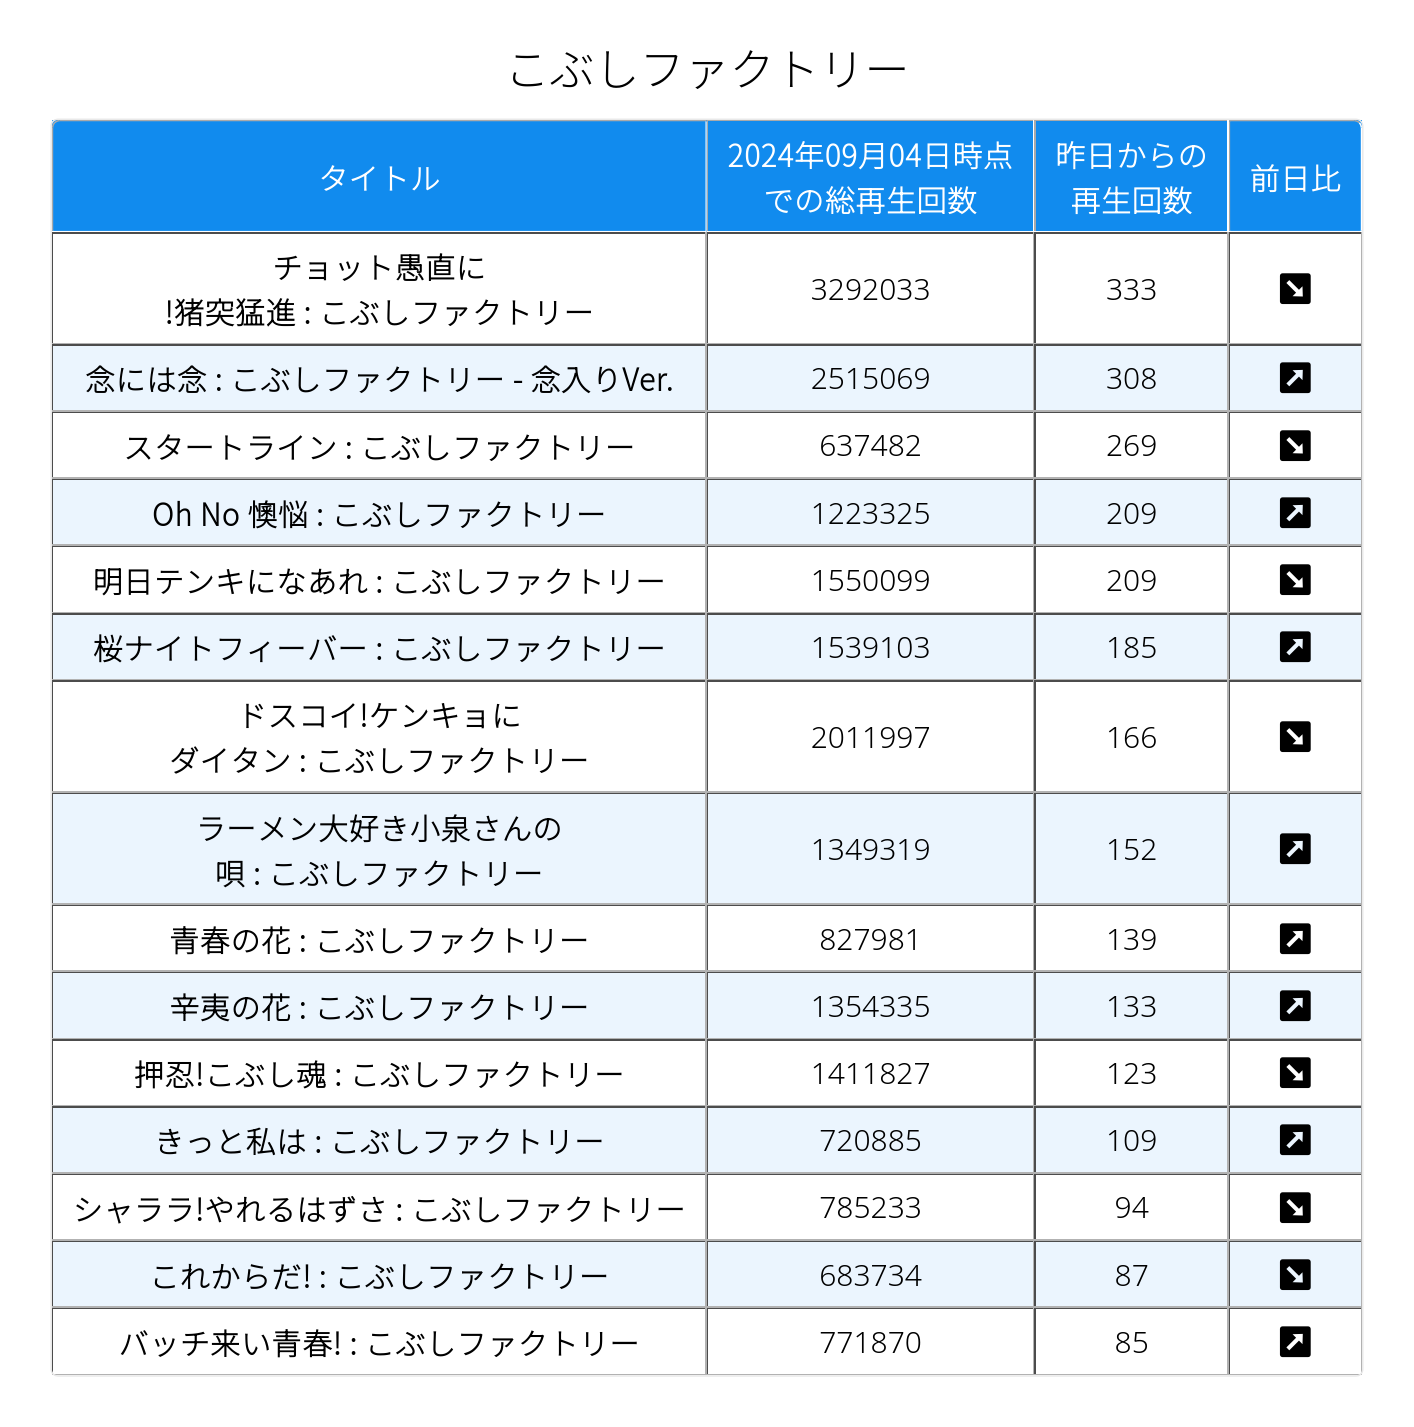 こぶしファクトリー
タイトル
2024年09月04日時点
での総再生回数
昨日からの
再生回数
前日比
チョット愚直に
!猪突猛進 : こぶしファクトリー
3292033
333
念には念 : こぶしファクトリー - 念入りVer.
2515069
308
スタートライン : こぶしファクトリー
637482
269
Oh No 懊悩 : こぶしファクトリー
1223325
209
明日テンキになあれ : こぶしファクトリー
1550099
209
桜ナイトフィーバー : こぶしファクトリー
1539103
185
ドスコイ!ケンキョに
ダイタン : こぶしファクトリー
2011997
166
ラーメン大好き小泉さんの
唄 : こぶしファクトリー
1349319
152
青春の花 : こぶしファクトリー
827981
139
辛夷の花 : こぶしファクトリー
1354335
133
押忍!こぶし魂 : こぶしファクトリー
1411827
123
きっと私は : こぶしファクトリー
720885
109
シャララ!やれるはずさ : こぶしファクトリー
785233
94
これからだ! : こぶしファクトリー
683734
87
バッチ来い青春! : こぶしファクトリー
771870
85